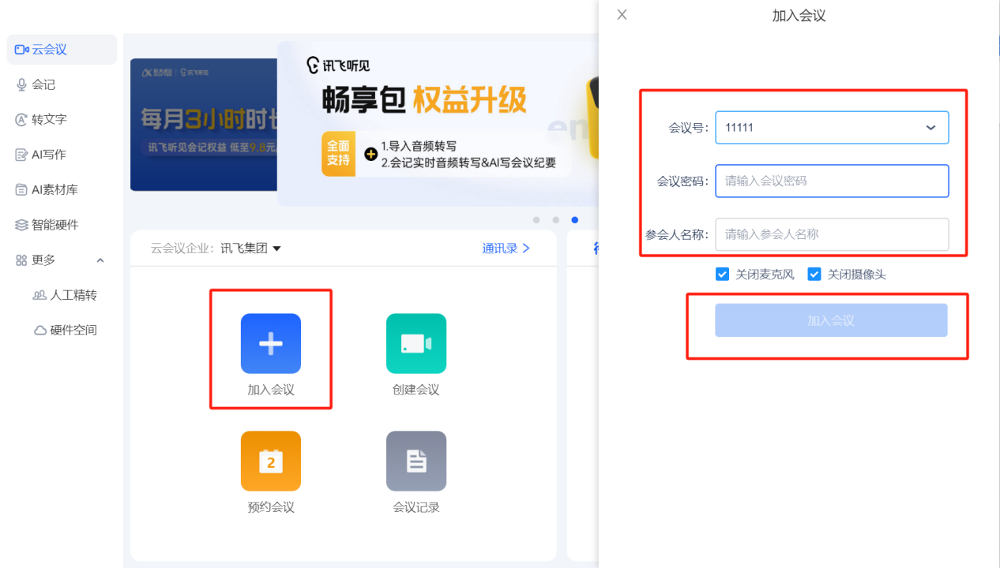 云会议
会记
转文字
AI写作
AI素材库
智能硬件
更多
人工精转
硬件空间
讯飞听见
每月3小时时
讯飞听见会记权益 低至9.8元
讯飞听见
畅享包 权益升级
全面
支持
1.导入音频转写
2.会记实时音频转写&AI写会议纪要
en
云会议企业: 讯飞集团
通讯录
加入会议
创建会议
2
预约会议
会议记录
加入会议
会议号: 11111
会议密码: 请输入会议密码
参会人名称: 请输入参会人名称
关闭麦克风 关闭摄像头
加入会议